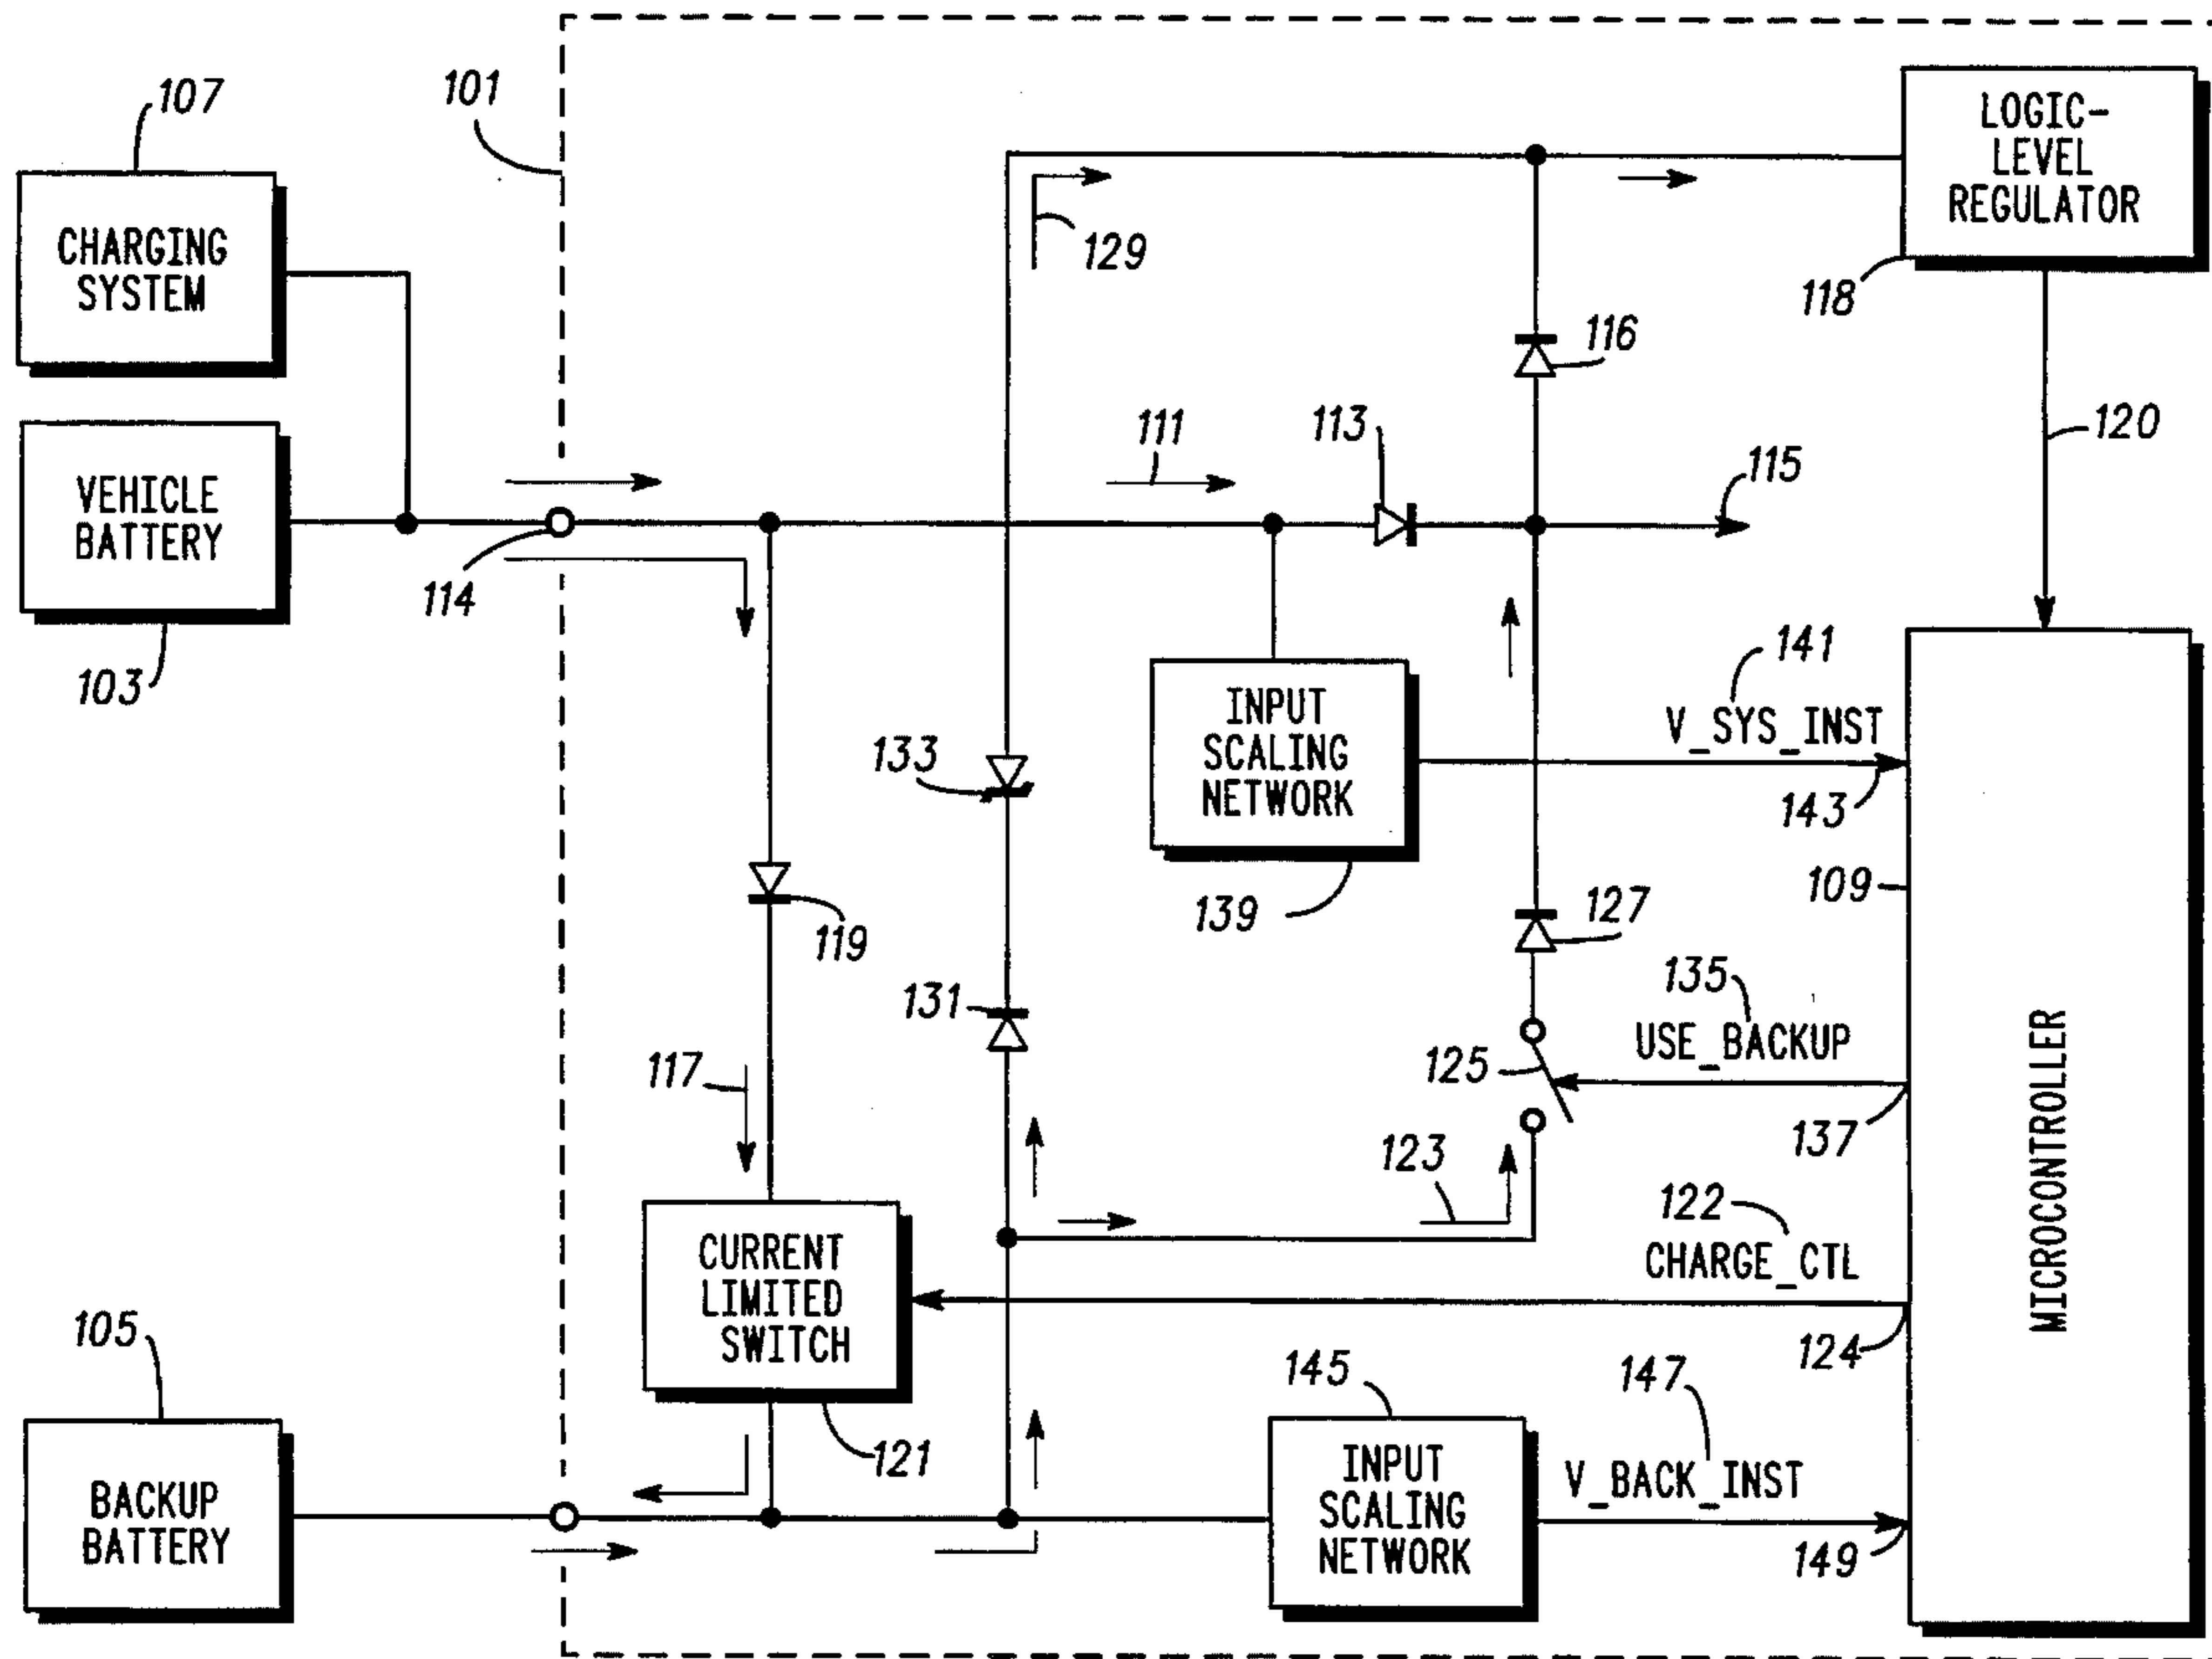 107
101
CHARGING
SYSTEM
129
LOGIC-
LEVEL
REGULATOR
118
116
120
111
113
115
VEHICLE
BATTERY
114
103
141
V_SYS_INST
143
INPUT
SCALING
NETWORK
139
133
119
109
127
131
135
USE_BACKUP
125
137
117
123
122
CHARGE_CTL
124
MICROCONTROLLER
CURRENT
LIMITED
SWITCH
121
105
BACKUP
BATTERY
145
INPUT
SCALING
NETWORK
147
V_BACK_INST
149